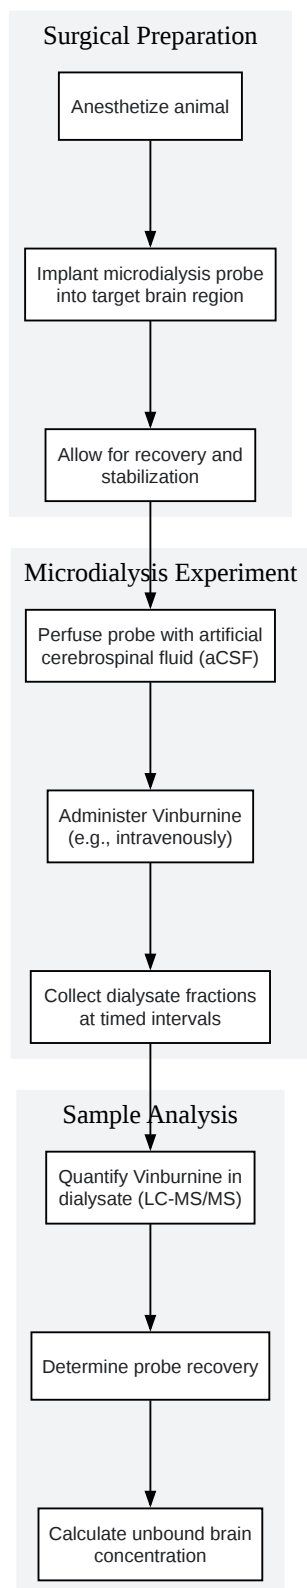 Surgical Preparation
Anesthetize animal
Implant microdialysis probe
into target brain region
Allow for recovery and
stabilization
Microdialysis Experiment
Perfuse probe with artificial
cerebrospinal fluid (aCSF)
Administer Vinburnine
(e.g., intravenously)
Collect dialysate fractions
at timed intervals
Sample Analysis
Quantify Vinburnine in
dialysate (LC-MS/MS)
Determine probe recovery
Calculate unbound brain
concentration